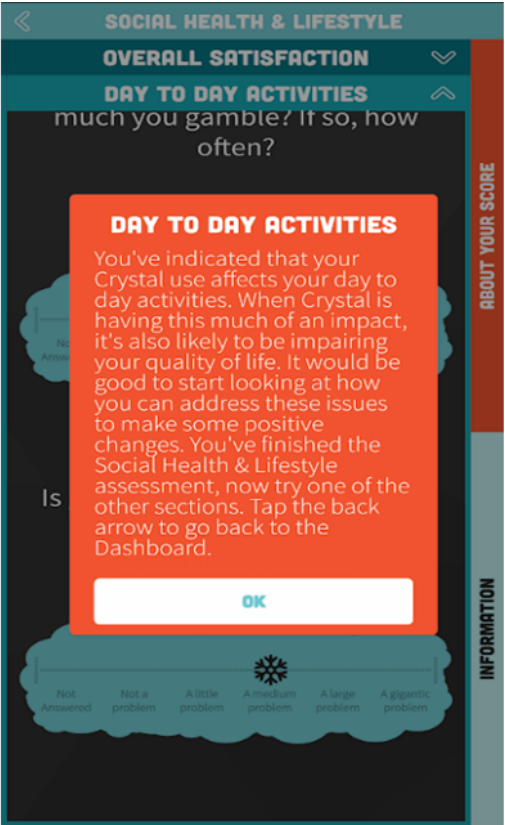 SOCIAL HEALTH & LIFESTYLE
OVERALL SATISFACTION
DAY TO DAY ACTIVITIES
much you gamble? If so, how
often?
DAY TO DAY ACTIVITIES
You've indicated that your
Crystal use affects your day to
day activities. When Crystal is
having this much of an impact,
it's also likely to be impairing
your quality of life. It would be
good to start looking at how
you can address these issues
to make some positive
changes. You've finished the
Social Health & Lifestyle
assessment, now try one of the
other sections. Tap the back
arrow to go back to the
Dashboard.
OK
Is
Not Answered
Not a problem
A little problem
A medium problem
A large problem
A gigantic problem
ABOUT YOUR SCORE
INFORMATION